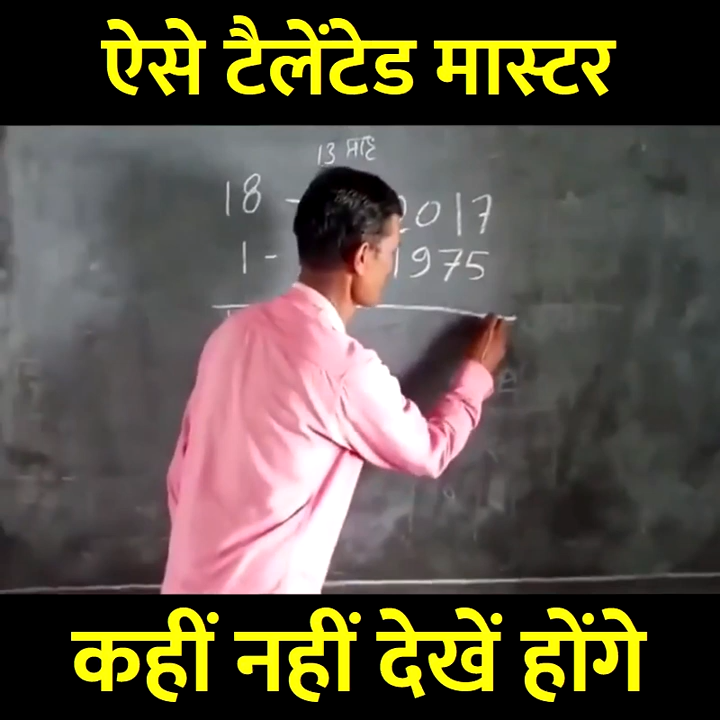 ऐसे टैलेंटेड मास्टर
13 माह
18 - 2017
1 - 1975
कहीं नहीं देखें होंगे